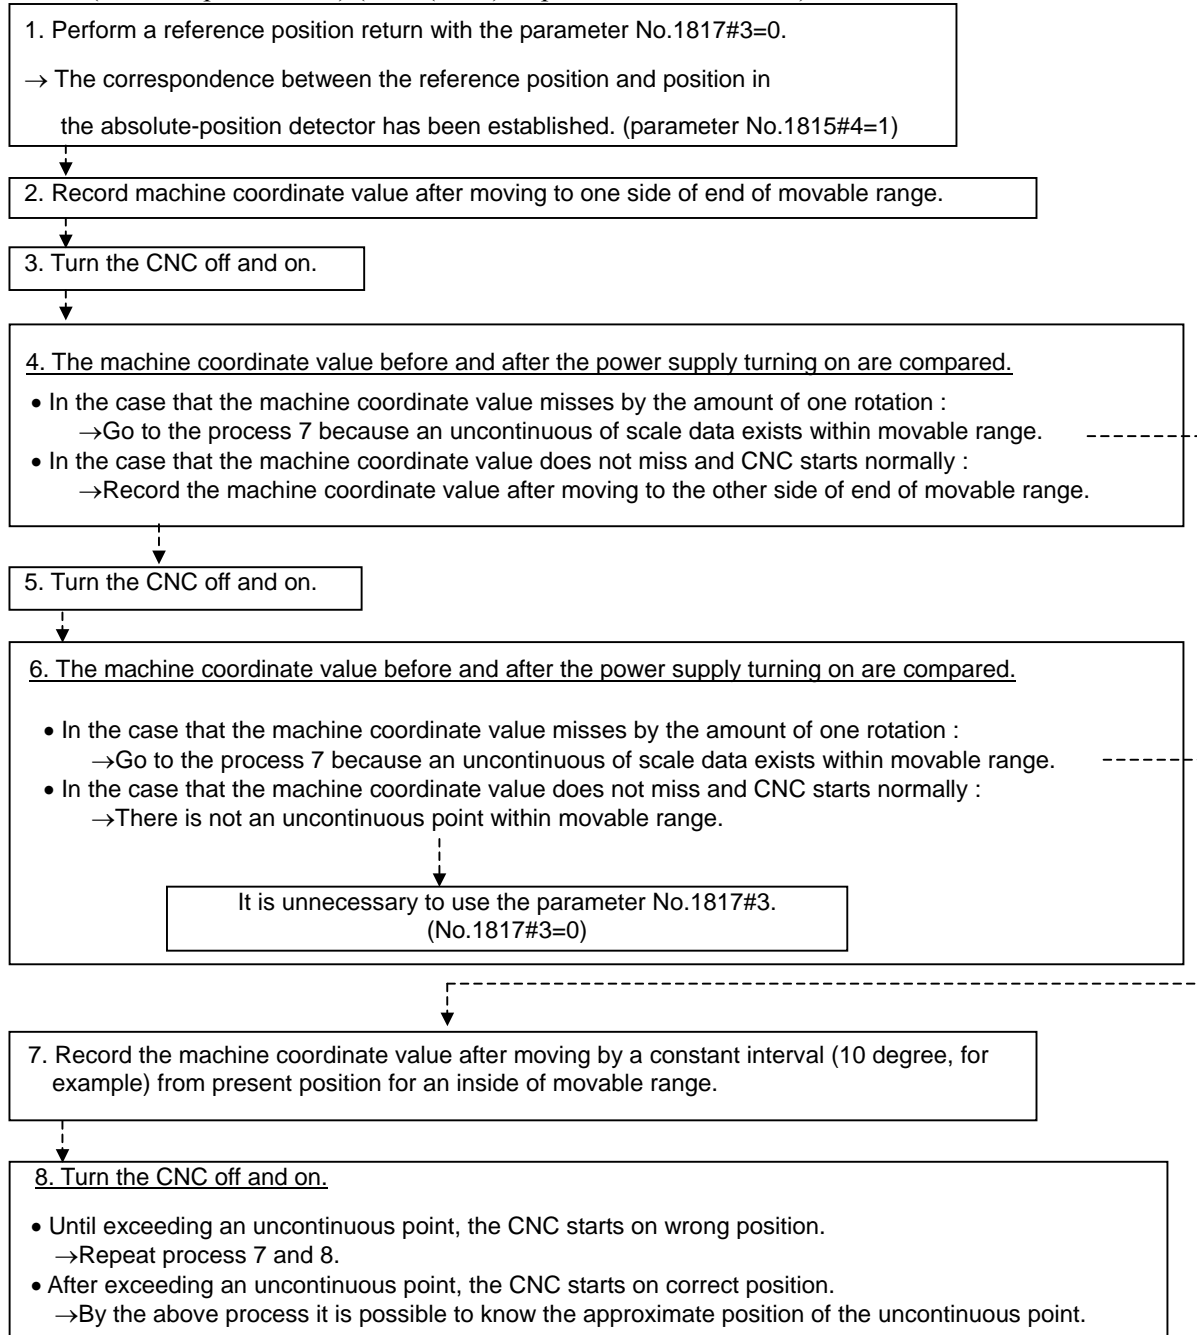 1. Perform a reference position return with the parameter No.1817#3=0.
→ The correspondence between the reference position and position in
the absolute-position detector has been established. (parameter No.1815#4=1)
2. Record machine coordinate value after moving to one side of end of movable range.
3. Turn the CNC off and on.
4. The machine coordinate value before and after the power supply turning on are compared.
• In the case that the machine coordinate value misses by the amount of one rotation :
→Go to the process 7 because an uncontinuous of scale data exists within movable range.
• In the case that the machine coordinate value does not miss and CNC starts normally :
→Record the machine coordinate value after moving to the other side of end of movable range.
5. Turn the CNC off and on.
6. The machine coordinate value before and after the power supply turning on are compared.
• In the case that the machine coordinate value misses by the amount of one rotation :
→Go to the process 7 because an uncontinuous of scale data exists within movable range.
• In the case that the machine coordinate value does not miss and CNC starts normally :
→There is not an uncontinuous point within movable range.
It is unnecessary to use the parameter No.1817#3.
(No.1817#3=0)
7. Record the machine coordinate value after moving by a constant interval (10 degree, for
example) from present position for an inside of movable range.
8. Turn the CNC off and on.
• Until exceeding an uncontinuous point, the CNC starts on wrong position.
→Repeat process 7 and 8.
• After exceeding an uncontinuous point, the CNC starts on correct position.
→By the above process it is possible to know the approximate position of the uncontinuous point.